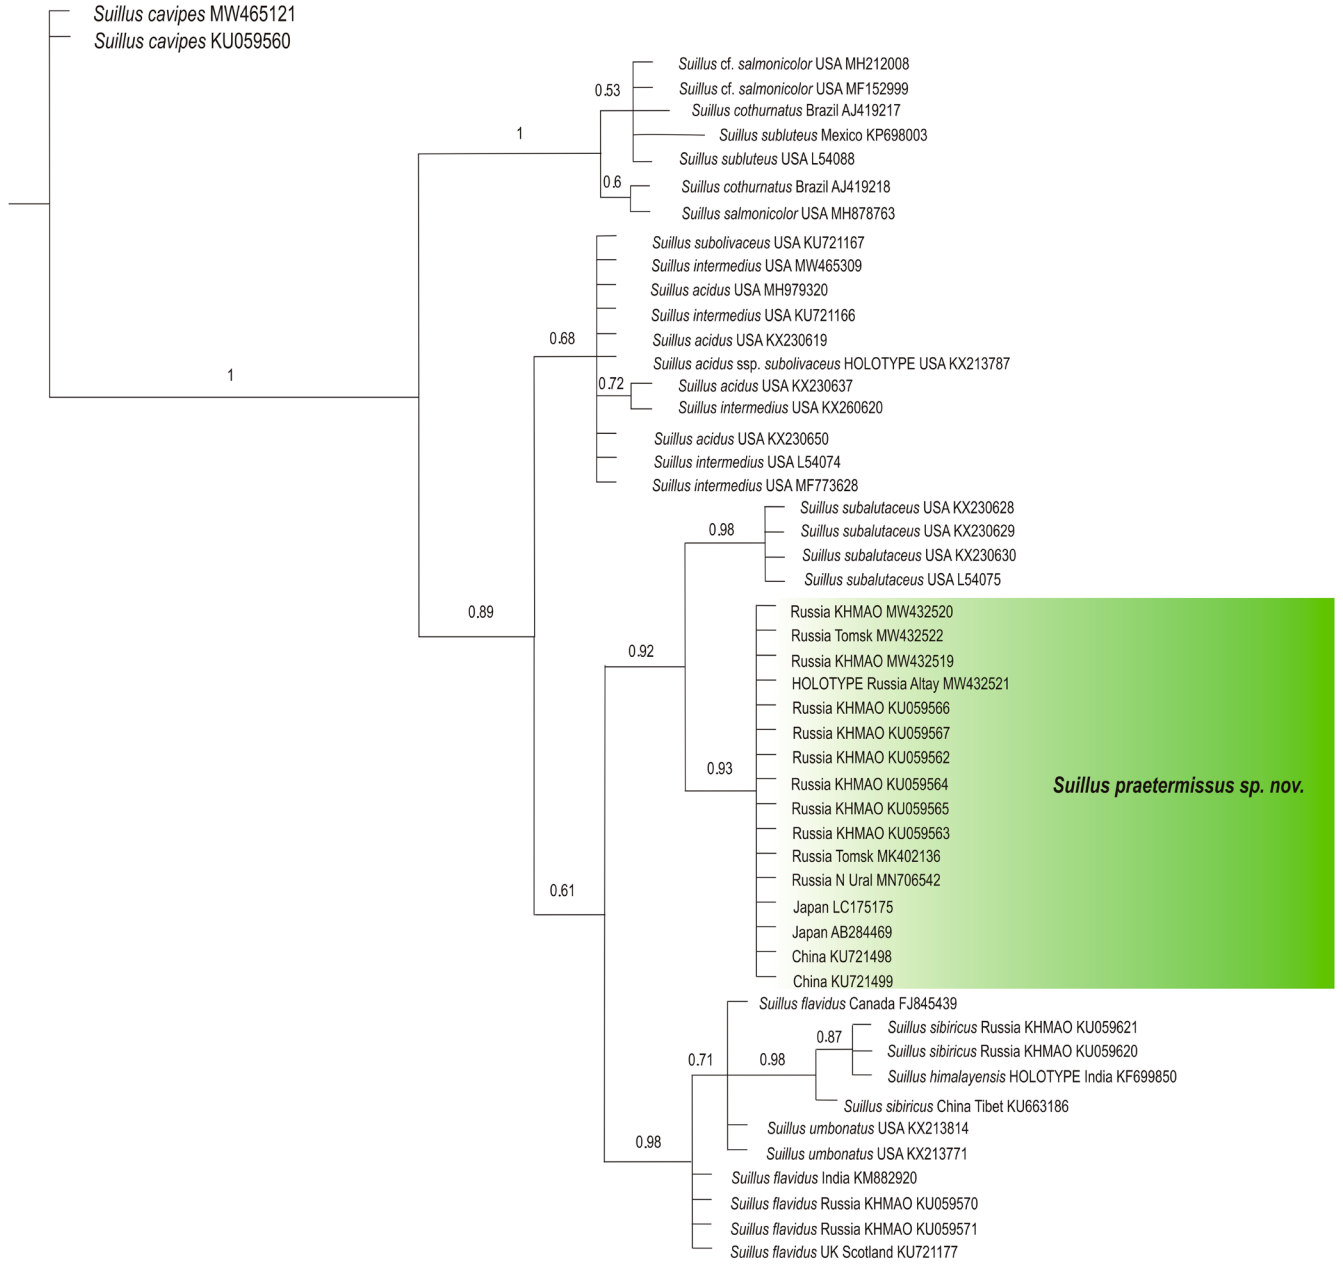 Suillus cavipes MW465121
Suillus cavipes KU059560
Suillus cf. salmonicolor USA MH212008
0.53
Suillus cf. salmonicolor USA MF152999
Suillus cothurnatus Brazil AJ419217
1
Suillus subluteus Mexico KP698003
Suillus subluteus USA L54088
0.6
Suillus cothurnatus Brazil AJ419218
Suillus salmonicolor USA MH878763
Suillus subolivaceus USA KU721167
Suillus intermedius USA MW465309
Suillus acidus USA MH979320
Suillus intermedius USA KU721166
0.68
Suillus acidus USA KX230619
Suillus acidus ssp. subolivaceus HOLOTYPE USA KX213787
1
0.72
Suillus acidus USA KX230637
Suillus intermedius USA KX260620
Suillus acidus USA KX230650
Suillus intermedius USA L54074
Suillus intermedius USA MF773628
Suillus subalutaceus USA KX230628
0.98
Suillus subalutaceus USA KX230629
Suillus subalutaceus USA KX230630
Suillus subalutaceus USA L54075
0.89
Russia KHMAO MW432520
Russia Tomsk MW432522
0.92
Russia KHMAO MW432519
HOLOTYPE Russia Altay MW432521
Russia KHMAO KU059566
Russia KHMAO KU059567
Russia KHMAO KU059562
0.93
Russia KHMAO KU059564
Suillus praetermissus sp. nov.
Russia KHMAO KU059565
Russia KHMAO KU059563
Russia Tomsk MK402136
Russia N Ural MN706542
0.61
Japan LC175175
Japan AB284469
China KU721498
China KU721499
Suillus flavidus Canada FJ845439
Suillus sibiricus Russia KHMAO KU059621
0.87
Suillus sibiricus Russia KHMAO KU059620
0.71
0.98
Suillus himalayensis HOLOTYPE India KF699850
Suillus sibiricus China Tibet KU663186
Suillus umbonatus USA KX213814
0.98
Suillus umbonatus USA KX213771
Suillus flavidus India KM882920
Suillus flavidus Russia KHMAO KU059570
Suillus flavidus Russia KHMAO KU059571
Suillus flavidus UK Scotland KU721177